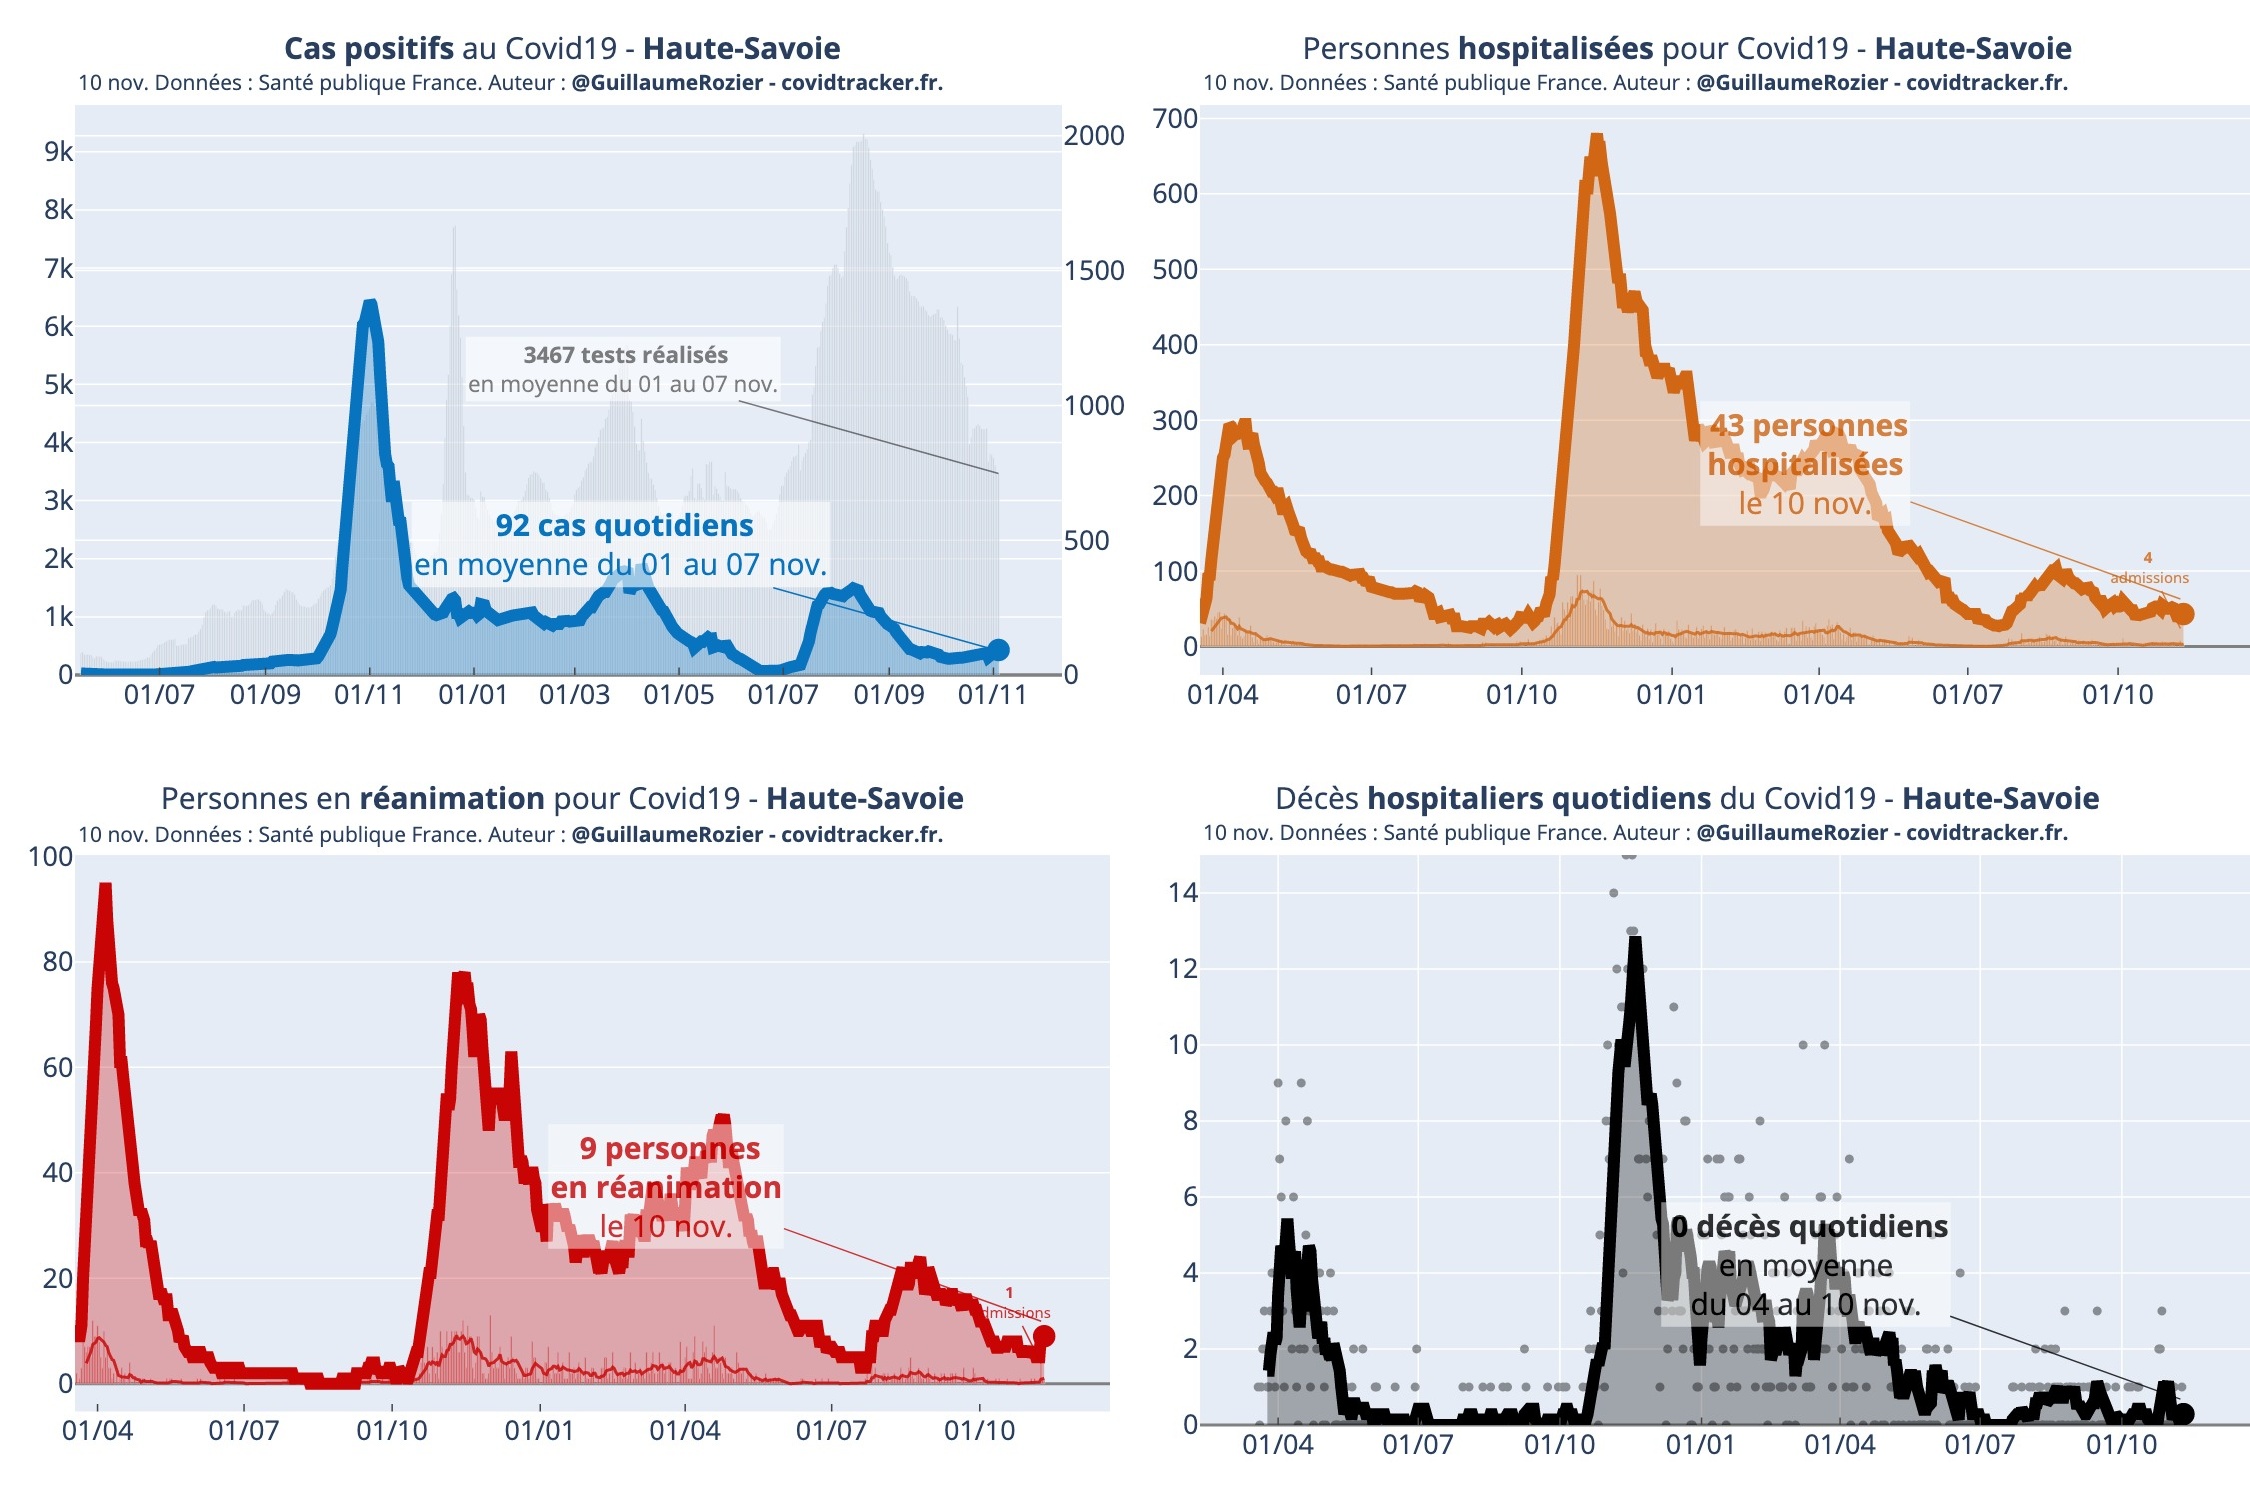 Cas positifs au Covid19 - Haute-Savoie
10 nov. Données : Santé publique France. Auteur : @GuillaumeRozier - covidtracker.fr.
9k
8k
7k
6k
5k
4k
3k
2k
1k
0
2000
1500
1000
500
0
3467 tests réalisés
en moyenne du 01 au 07 nov.
92 cas quotidiens
en moyenne du 01 au 07 nov.
01/07 01/09 01/11 01/01 01/03 01/05 01/07 01/09 01/11
Personnes hospitalisées pour Covid19 - Haute-Savoie
10 nov. Données : Santé publique France. Auteur : @GuillaumeRozier - covidtracker.fr.
700
600
500
400
300
200
100
0
43 personnes
hospitalisées
le 10 nov.
4
admissions
01/04 01/07 01/10 01/01 01/04 01/07 01/10
Personnes en réanimation pour Covid19 - Haute-Savoie
10 nov. Données : Santé publique France. Auteur : @GuillaumeRozier - covidtracker.fr.
100
80
60
40
20
0
9 personnes
en réanimation
le 10 nov.
1
admissions
01/04 01/07 01/10 01/01 01/04 01/07 01/10
Décès hospitaliers quotidiens du Covid19 - Haute-Savoie
10 nov. Données : Santé publique France. Auteur : @GuillaumeRozier - covidtracker.fr.
14
12
10
8
6
4
2
0
0 décès quotidiens
en moyenne
du 04 au 10 nov.
01/04 01/07 01/10 01/01 01/04 01/07 01/10